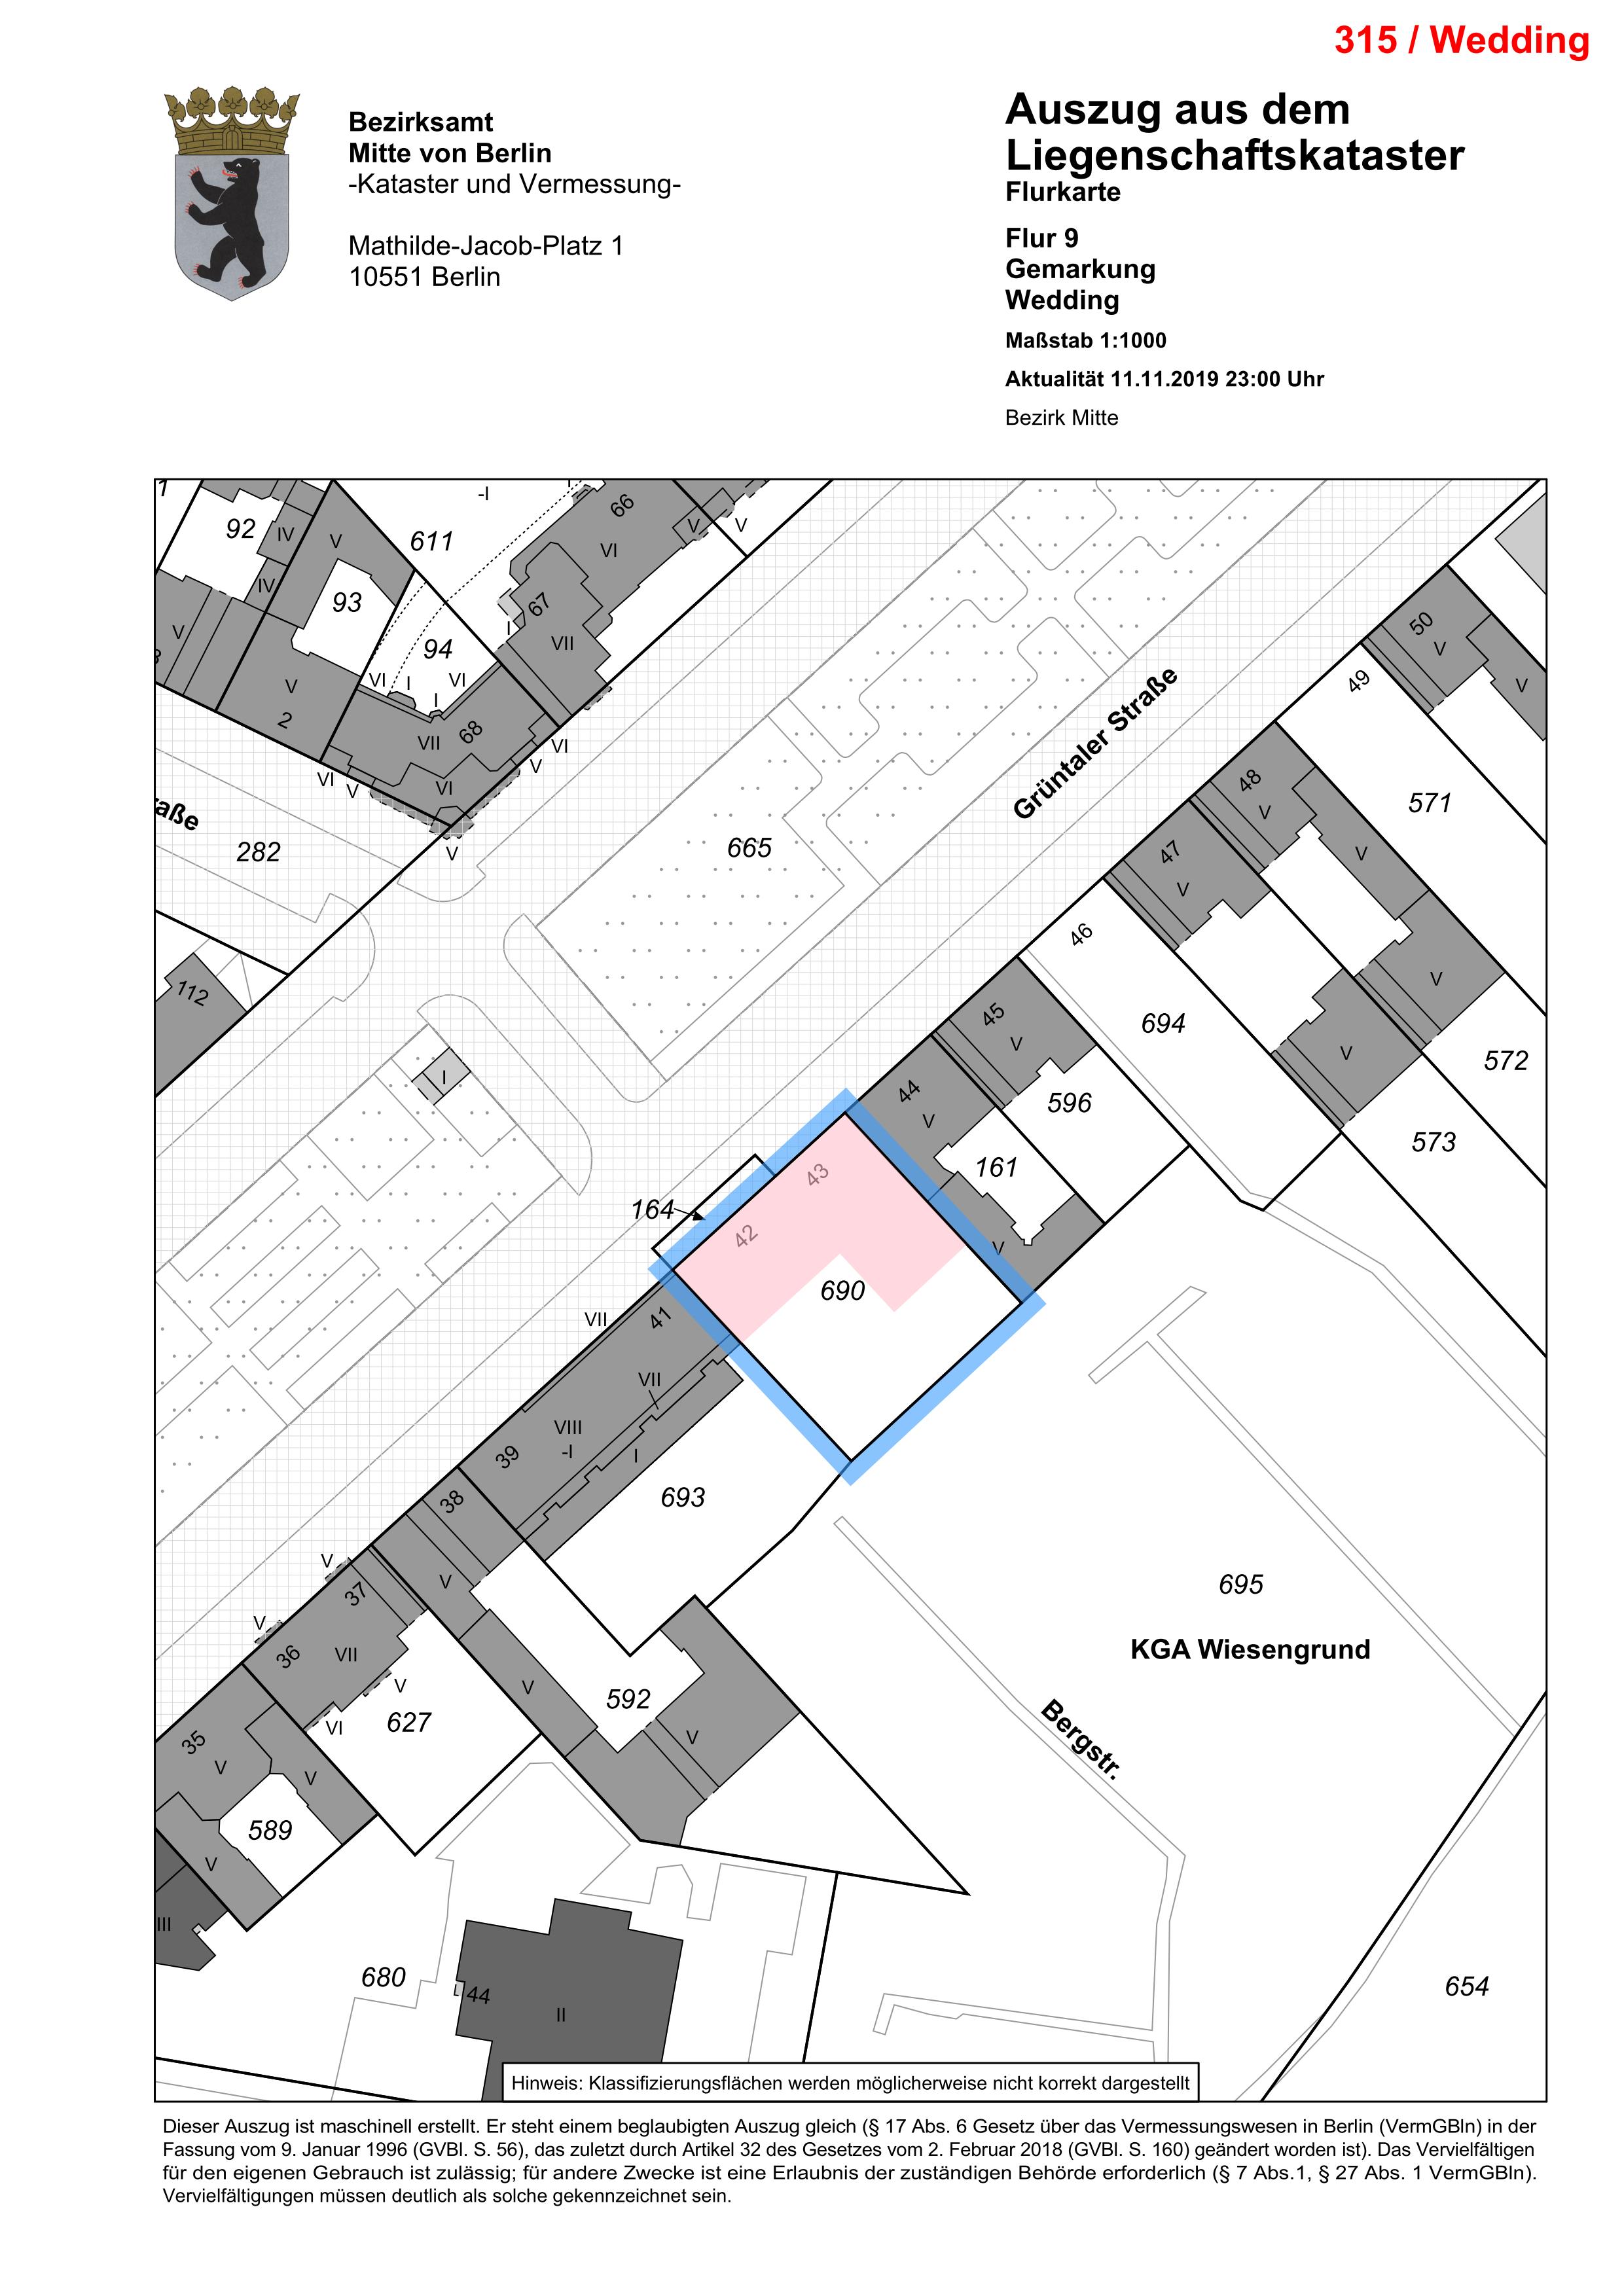 315 / Wedding
Bezirksamt
Mitte von Berlin
-Kataster und Vermessung-
Mathilde-Jacob-Platz 1
10551 Berlin
Auszug aus dem
Liegenschaftskataster
Flurkarte
Flur 9
Gemarkung
Wedding
Maßstab 1:1000
Aktualität 11.11.2019 23:00 Uhr
Bezirk Mitte
1
-I
92
IV
V
611
66
V
V
VI
IV
93
67
V
I
VII
94
VI
I
VI
I
V
2
VII
68
VI
V
VI
V
VI
V
aße
282
665
Grüntaler Straße
50
V
V
49
571
48
V
47
V
V
46
V
112
45
V
694
V
572
I
44
V
596
573
161
43
164
42
V
690
VII
41
VII
VIII
-I
I
39
693
38
V
V
37
V
695
36
VII
KGA Wiesengrund
V
V
592
VI
627
V
Bergstr.
35
V
V
589
V
III
680
44
II
654
Hinweis: Klassifizierungsflächen werden möglicherweise nicht korrekt dargestellt
Dieser Auszug ist maschinell erstellt. Er steht einem beglaubigten Auszug gleich (§ 17 Abs. 6 Gesetz über das Vermessungswesen in Berlin (VermGBln) in der
Fassung vom 9. Januar 1996 (GVBl. S. 56), das zuletzt durch Artikel 32 des Gesetzes vom 2. Februar 2018 (GVBl. S. 160) geändert worden ist). Das Vervielfältigen
für den eigenen Gebrauch ist zulässig; für andere Zwecke ist eine Erlaubnis der zuständigen Behörde erforderlich (§ 7 Abs.1, § 27 Abs. 1 VermGBln).
Vervielfältigungen müssen deutlich als solche gekennzeichnet sein.